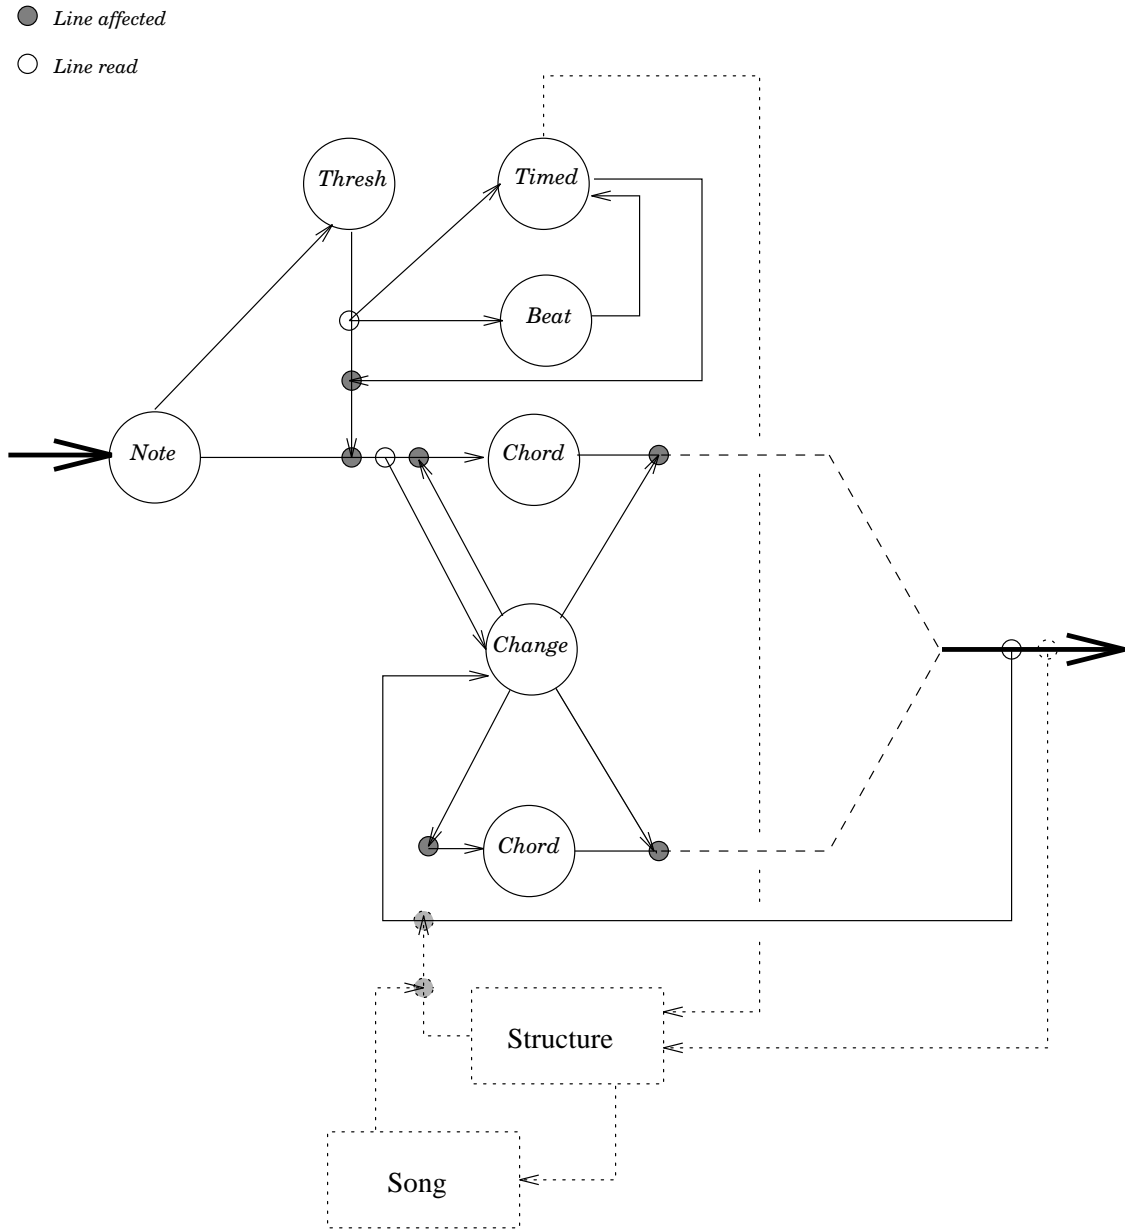 Line affected
Line read
Thresh
Timed
Beat
Note
Chord
Change
Chord
Structure
Song